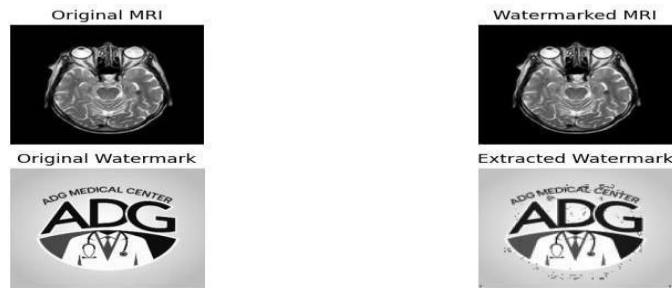 Original MRI
Watermarked MRI
Original Watermark
Extracted Watermark
ADG MEDICAL CENTER
ADG
ADG MEDICAL CENTER
ADG